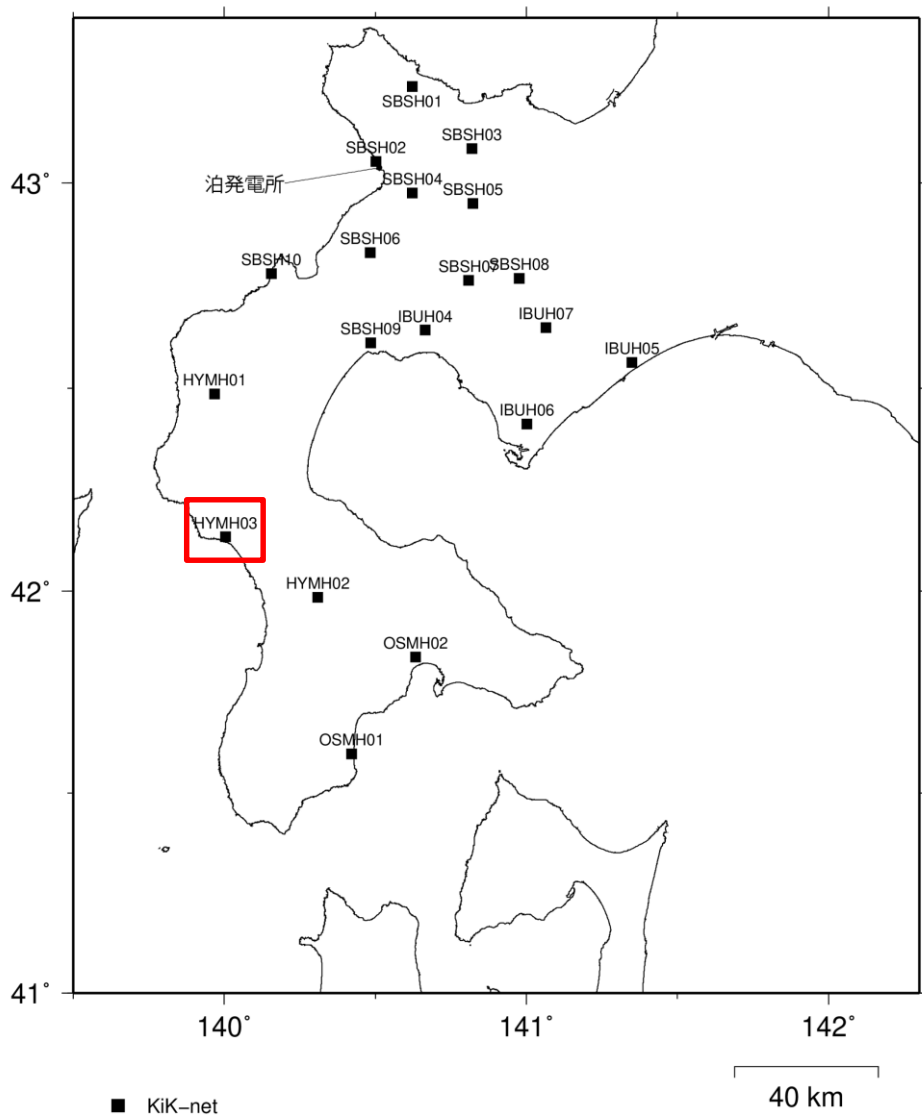 SBSH01
SBSH03
SBSH02
43°
泊発電所
SBSH04
SBSH05
SBSH06
SBSH10
SBSH07
SBSH08
IBUH04
IBUH07
SBSH09
IBUH05
HYMH01
IBUH06
HYMH03
42°
HYMH02
OSMH02
OSMH01
41°
140°
141°
142°
KiK-net
40 km